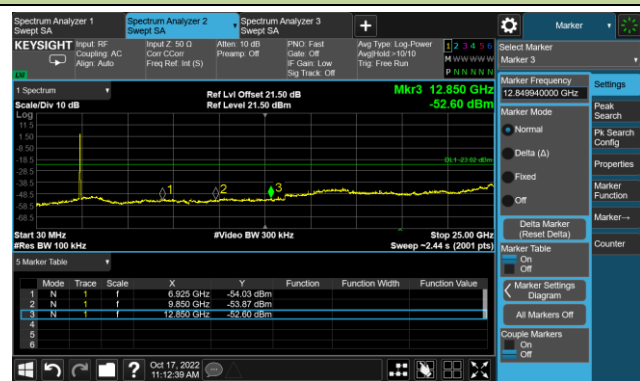 Spectrum Analyzer 1
Swept SA
Spectrum Analyzer 2
Swept SA
Spectrum Analyzer 3
Swept SA
+
Marker
KEYSIGHT
Input: RF
Coupling: AC
Align: Auto
Input Z: 50 Ω
Corr CCorr
Freq Ref: Int (S)
Atten: 10 dB
Preamp: Off
PNO: Fast
Gate: Off
IF Gain: Low
Sig Track: Off
Avg Type: Log-Power
Avg|Hold:>10/10
Trig: Free Run
1 2 3 4 5 6
M W W W W W
P N N N N N
Select Marker
Marker 3
1 Spectrum
Scale/Div 10 dB
Log
Ref Lvl Offset 21.50 dB
Ref Level 21.50 dBm
Mkr3 12.850 GHz
-52.60 dBm
11.5
1.50
-8.50
-18.5
-28.5
-38.5
-48.5
-58.5
-68.5
DL1 -23.02 dBm
1
2
3
Start 30 MHz
#Res BW 100 kHz
#Video BW 300 kHz
Stop 25.00 GHz
Sweep ~2.44 s (2001 pts)
5 Marker Table
Mode Trace Scale X Y Function Function Width Function Value
1 N 1 f 6.925 GHz -54.03 dBm
2 N 1 f 9.850 GHz -53.87 dBm
3 N 1 f 12.850 GHz -52.60 dBm
4
5
6
Marker Frequency
12.849940000 GHz
Marker Mode
Normal
Delta (Δ)
Fixed
Off
Delta Marker
(Reset Delta)
Marker Table
On
Off
Marker Settings
Diagram
All Markers Off
Couple Markers
On
Off
Settings
Peak
Search
Pk Search
Config
Properties
Marker
Function
Marker→
Counter
?
Oct 17, 2022
11:12:39 AM